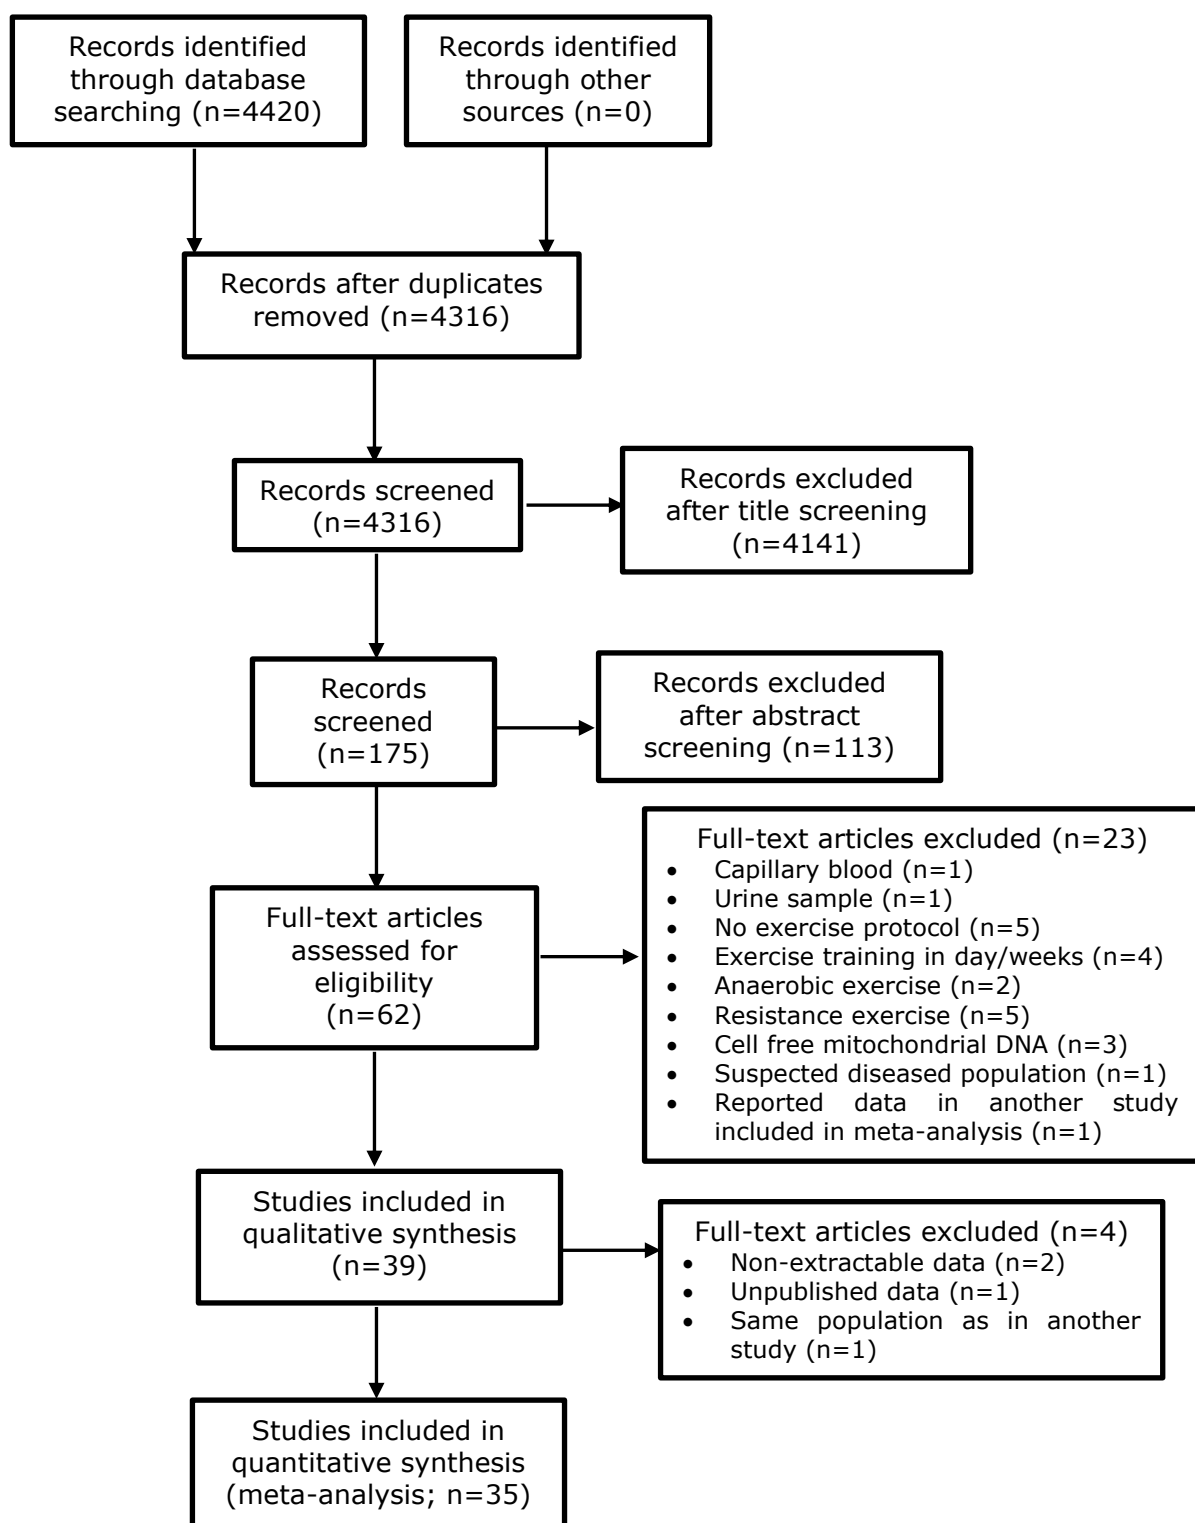 Records identified
through database
searching (n=4420)
Records identified
through other
sources (n=0)
Records after duplicates
removed (n=4316)
Records screened
(n=4316)
Records excluded
after title screening
(n=4141)
Records
screened
(n=175)
Records excluded
after abstract
screening (n=113)
Full-text articles
assessed for
eligibility
(n=62)
Full-text articles excluded (n=23)
• Capillary blood (n=1)
• Urine sample (n=1)
• No exercise protocol (n=5)
• Exercise training in day/weeks (n=4)
• Anaerobic exercise (n=2)
• Resistance exercise (n=5)
• Cell free mitochondrial DNA (n=3)
• Suspected diseased population (n=1)
• Reported data in another study
included in meta-analysis (n=1)
Studies included in
qualitative synthesis
(n=39)
Full-text articles excluded (n=4)
• Non-extractable data (n=2)
• Unpublished data (n=1)
• Same population as in another
study (n=1)
Studies included in
quantitative synthesis
(meta-analysis; n=35)